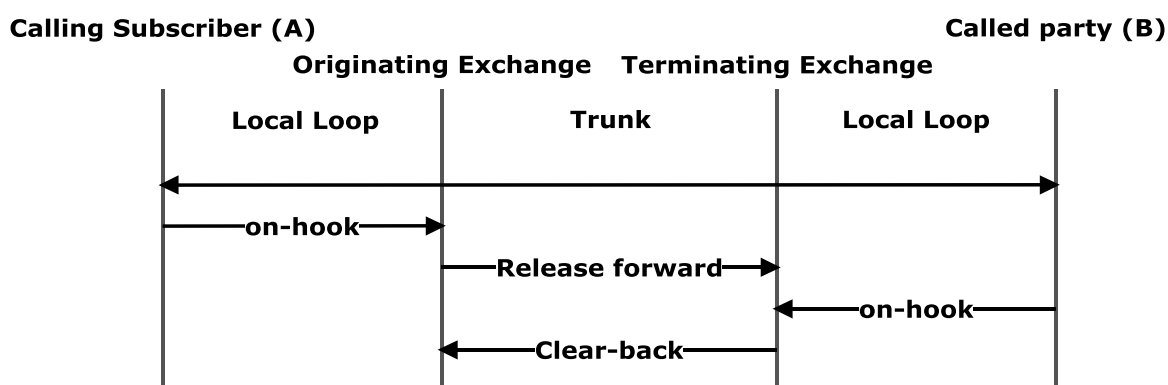 Calling Subscriber (A)
Called party (B)
Originating Exchange
Terminating Exchange
Local Loop
Trunk
Local Loop
on-hook
Release forward
on-hook
Clear-back